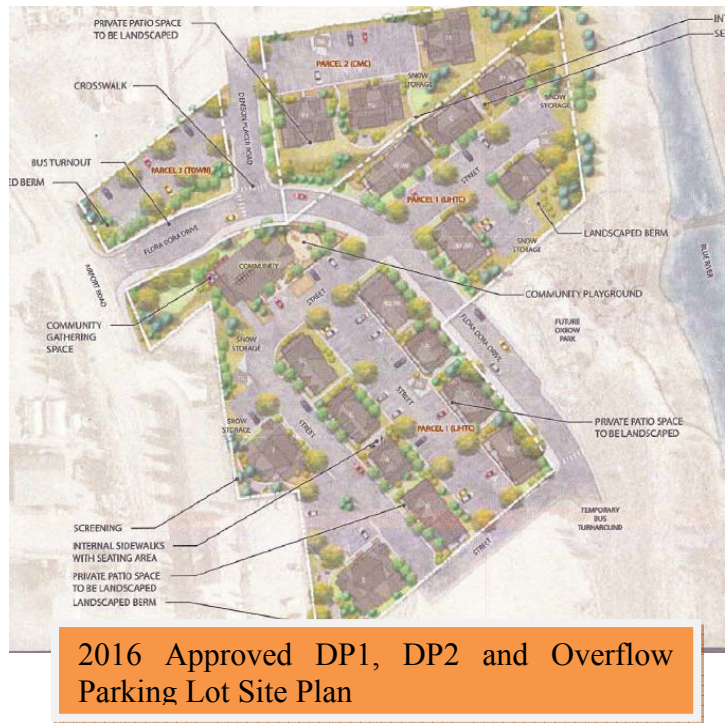 PRIVATE PATIO SPACE
TO BE LANDSCAPED
PARCEL 2 (CMC)
INT
SE
SNOW
STORAGE
SNOW
STORAGE
CROSSWALK
DENISON PLACER ROAD
BUS TURNOUT
PARCEL 3 (TOWN)
ED BERM
FLORA DORA DRIVE
AIRPORT ROAD
STREET
PARCEL 1 (LIHTC)
LANDSCAPED BERM
SNOW
STORAGE
BLUE RIVER
COMMUNITY
COMMUNITY PLAYGROUND
STREET
COMMUNITY
GATHERING
SPACE
SNOW
STORAGE
FLORA DORA DRIVE
FUTURE
OXBOW
PARK
STREET
STREET
SNOW
STORAGE
PARCEL 1 (LIHTC)
PRIVATE PATIO SPACE
TO BE LANDSCAPED
SCREENING
TEMPORARY
BUS
TURNAROUND
INTERNAL SIDEWALKS
WITH SEATING AREA
STREET
PRIVATE PATIO SPACE
TO BE LANDSCAPED
LANDSCAPED BERM
2016 Approved DP1, DP2 and Overflow
Parking Lot Site Plan